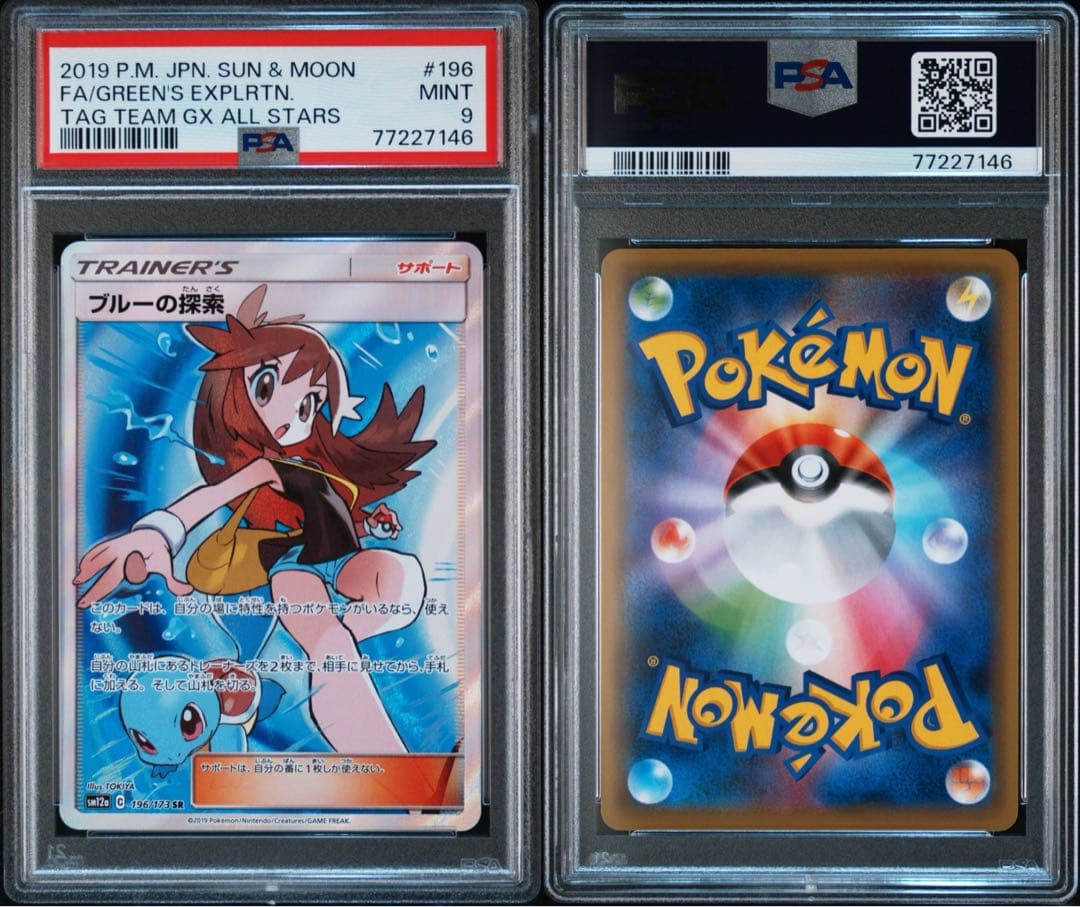 2019 P.M. JPN. SUN & MOON #196
FA/GREEN'S EXPLRTN. MINT
TAG TEAM GX ALL STARS 9
PSA 77227146
TRAINER'S サポート
たん さく
ブルーの探索
このカードは、自分の場に特性を持つポケモンがいるなら、使え
ない。
自分の山札にあるトレーナーズを2枚まで、相手に見せてから、手札
に加える。そして山札を切る。
サポートは、自分の番に1枚しか使えない。
Illus. TOKIYA
sm12a C 196/173 SR
©2019 Pokémon/Nintendo/Creatures/GAME FREAK.
PSA
PSA
77227146
POKéMON
®
®
POKéMON